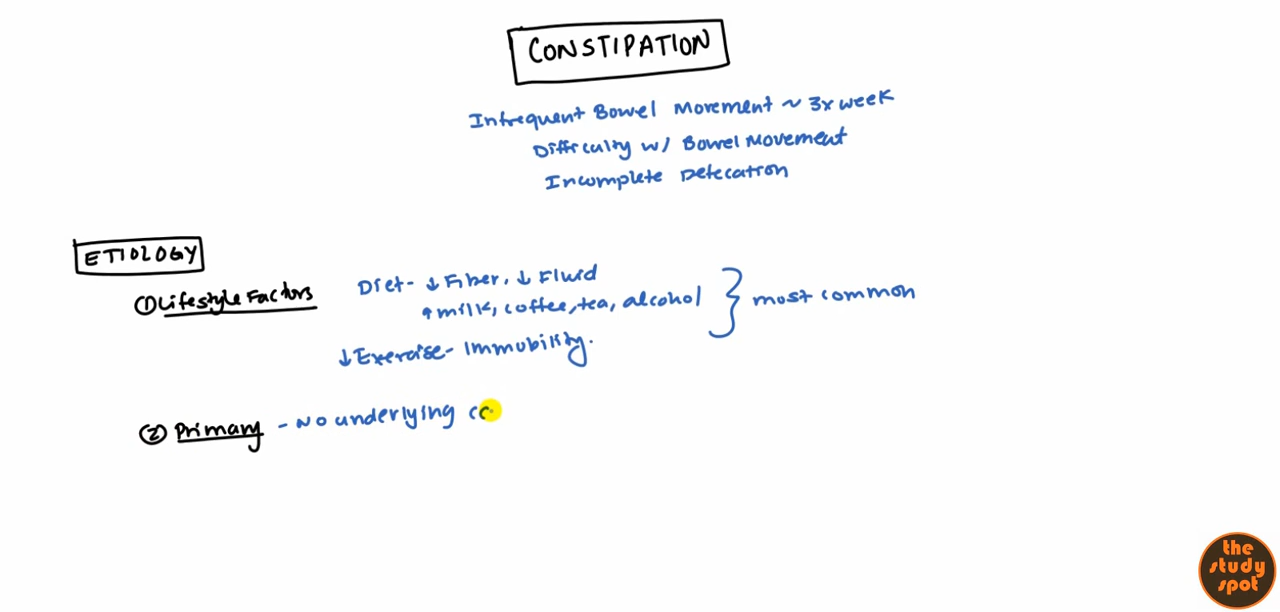 CONSTIPATION
Infrequent Bowel Movement ~ 3x week
Difficulty w/ Bowel Movement
Incomplete Defecation
ETIOLOGY
① Lifestyle Factors
Diet- ↓ Fiber, ↓ Fluid
↑ milk, coffee, tea, alcohol
} most common
↓ Exercise- Immobility.
② Primary - No underlying cc
the
study
spot